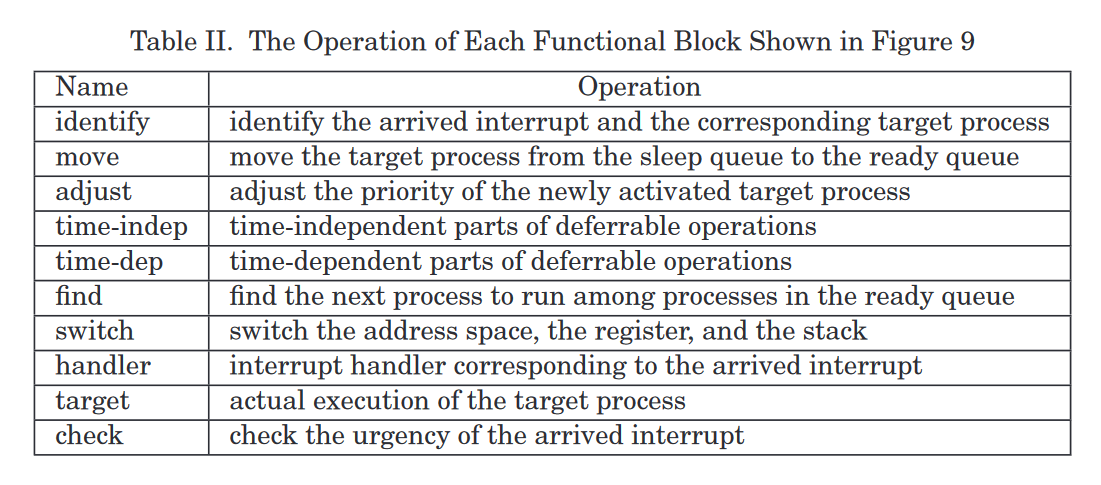 Table II. The Operation of Each Functional Block Shown in Figure 9
Name Operation
identify identify the arrived interrupt and the corresponding target process
move move the target process from the sleep queue to the ready queue
adjust adjust the priority of the newly activated target process
time-indep time-independent parts of deferrable operations
time-dep time-dependent parts of deferrable operations
find find the next process to run among processes in the ready queue
switch switch the address space, the register, and the stack
handler interrupt handler corresponding to the arrived interrupt
target actual execution of the target process
check check the urgency of the arrived interrupt